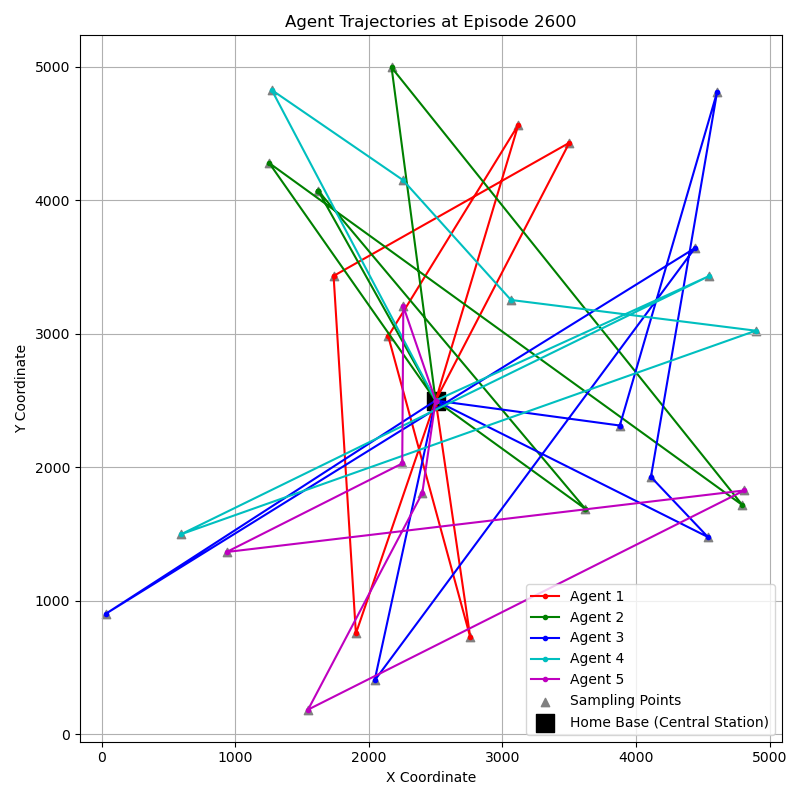 Agent Trajectories at Episode 2600
Y Coordinate
5000
4000
3000
2000
1000
0
0 1000 2000 3000 4000 5000
X Coordinate
Agent 1
Agent 2
Agent 3
Agent 4
Agent 5
Sampling Points
Home Base (Central Station)